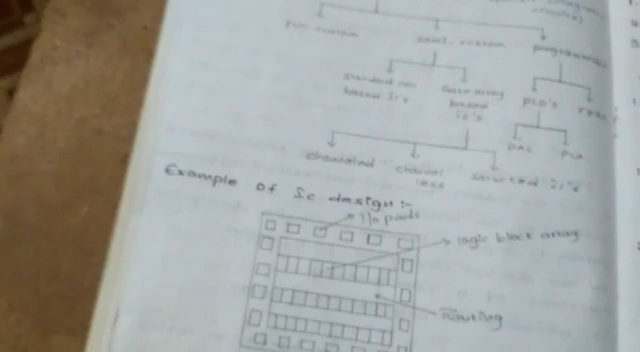 Full-custom semi-custom programmable
standard cell Gate array
based Ic's based PLD's FPGA
Ic's
PAL PLA
channeled channel structured Ic's
less
Example of Ic design:-
I/o pads
logic block array
Routing